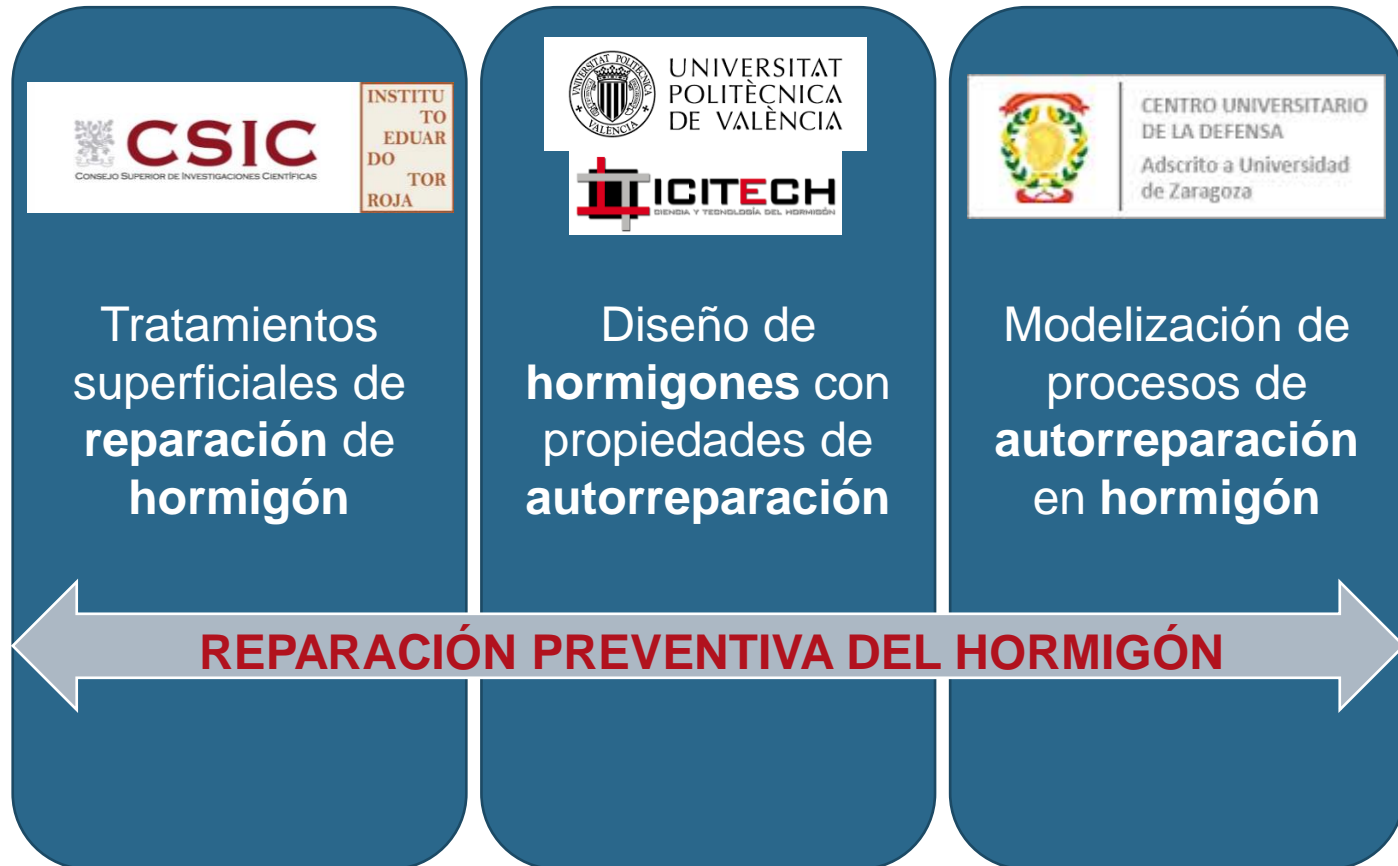 CSIC
CONSEJO SUPERIOR DE INVESTIGACIONES CIENTÍFICAS
INSTITU
TO
EDUAR
DO
TOR
ROJA
Tratamientos
superficiales de
reparación de
hormigón
UNIVERSITAT
POLITÈCNICA
DE VALÈNCIA
ICITECH
CIENCIA Y TECNOLOGÍA DEL HORMIGÓN
Diseño de
hormigones con
propiedades de
autorreparación
CENTRO UNIVERSITARIO
DE LA DEFENSA
Adscrito a Universidad
de Zaragoza
Modelización de
procesos de
autorreparación
en hormigón
REPARACIÓN PREVENTIVA DEL HORMIGÓN